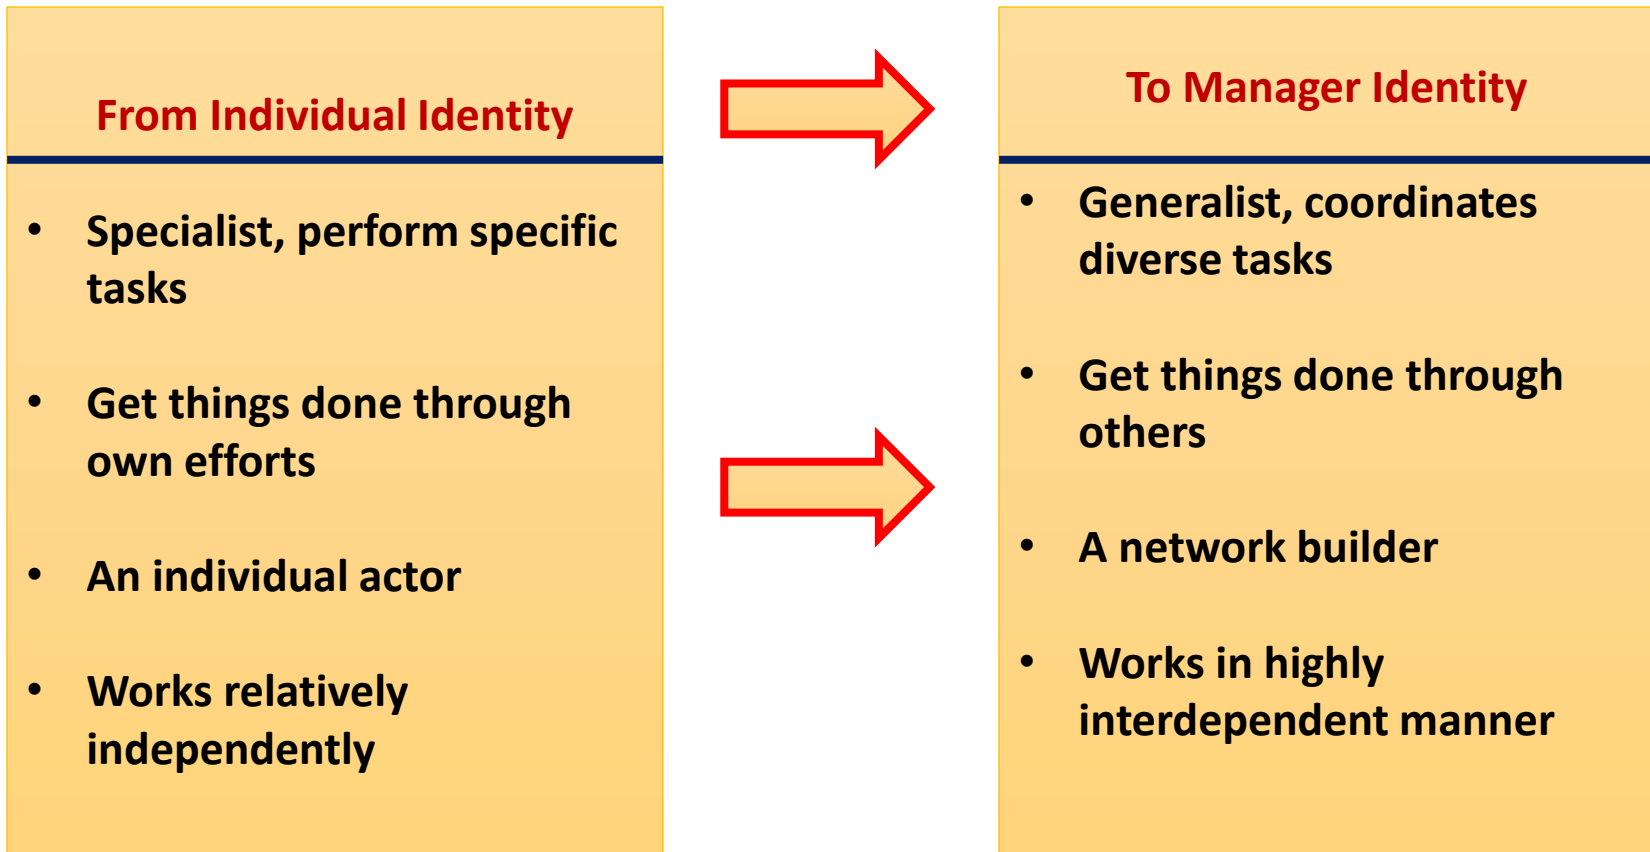 From Individual Identity
• Specialist, perform specific
tasks
• Get things done through
own efforts
• An individual actor
• Works relatively
independently
To Manager Identity
• Generalist, coordinates
diverse tasks
• Get things done through
others
• A network builder
• Works in highly
interdependent manner